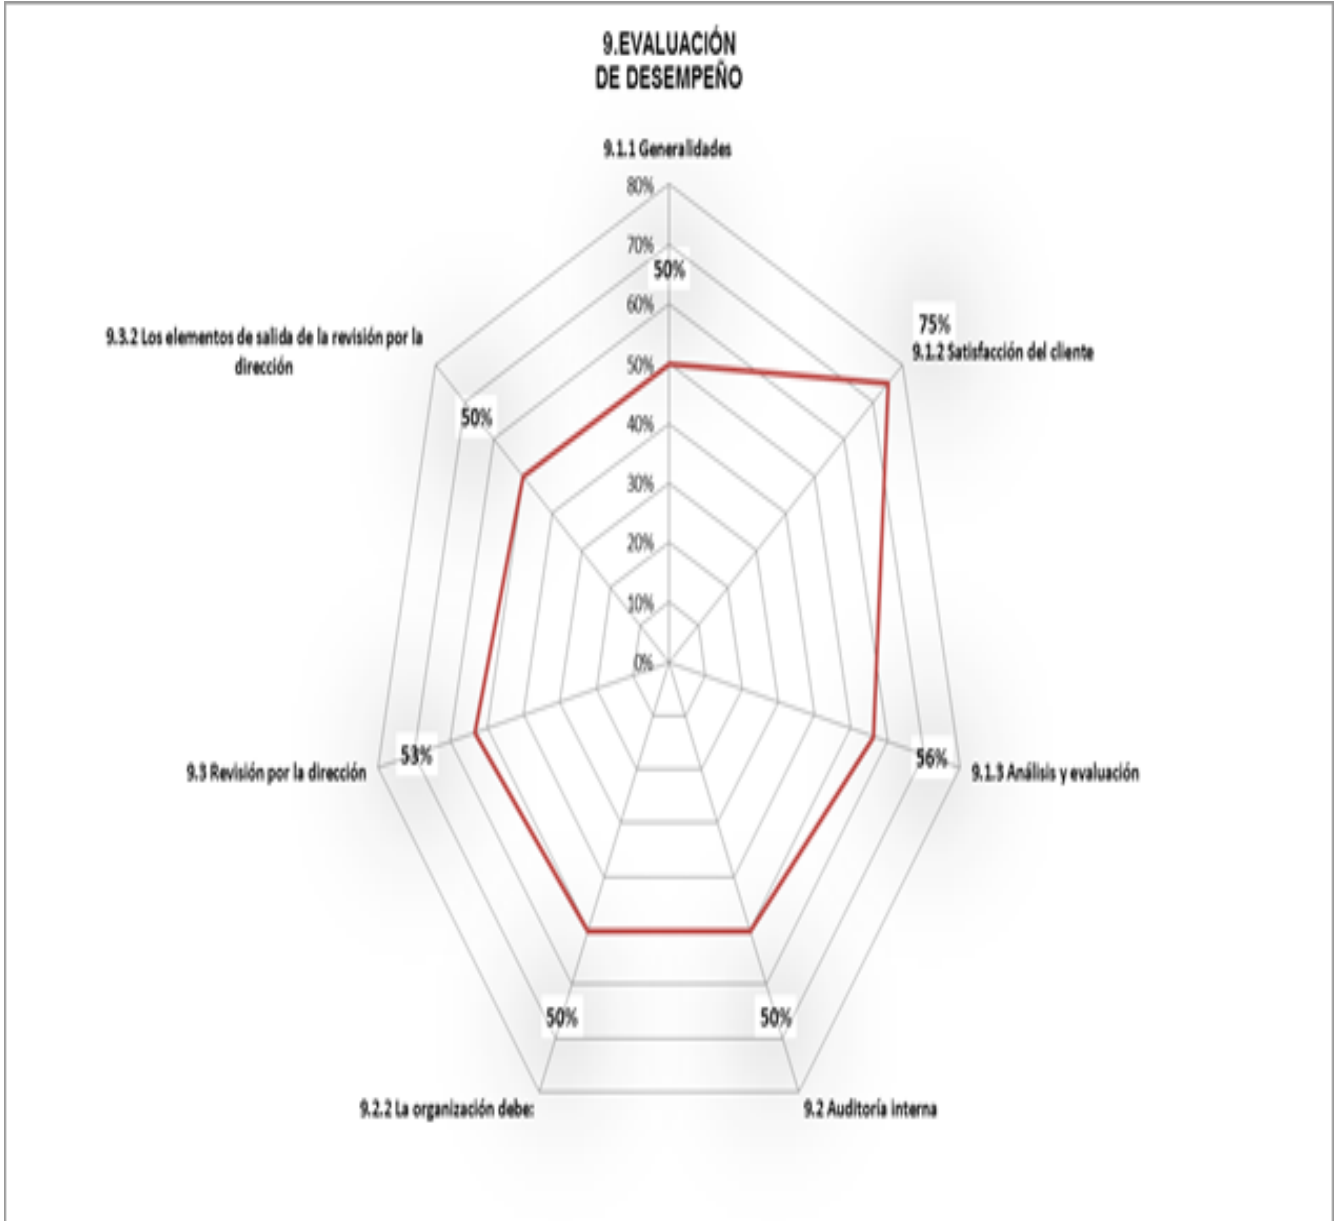 9.EVALUACIÓN
DE DESEMPEÑO
9.1.1 Generalidades
80%
70%
50%
60%
75%
9.1.2 Satisfacción del cliente
9.3.2 Los elementos de salida de la revisión por la
dirección
50%
50%
40%
30%
20%
10%
0%
53%
9.3 Revisión por la dirección
56%
9.1.3 Análisis y evaluación
50%
50%
9.2.2 La organización debe:
9.2 Auditoría interna